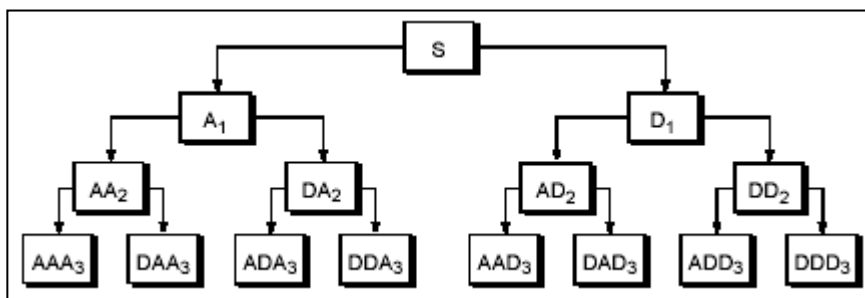 S
A₁ D₁
AA₂ DA₂ AD₂ DD₂
AAA₃ DAA₃ ADA₃ DDA₃ AAD₃ DAD₃ ADD₃ DDD₃